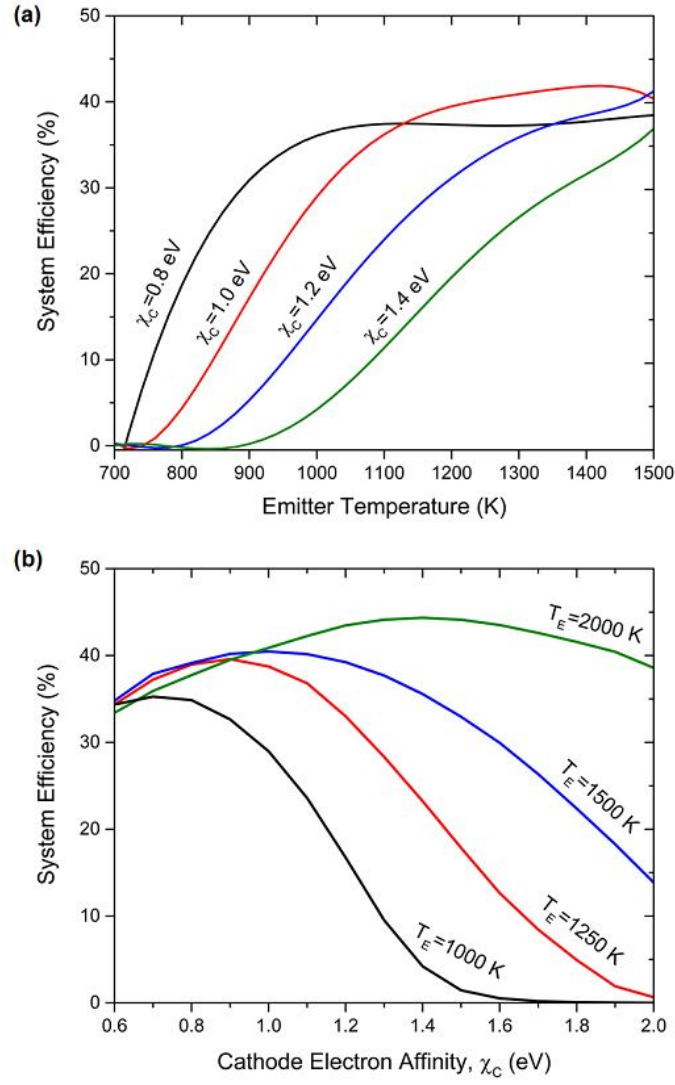 (a)
50
40
30
20
10
0
System Efficiency (%)
χC=0.8 eV
χC=1.0 eV
χC=1.2 eV
χC=1.4 eV
700 800 900 1000 1100 1200 1300 1400 1500
Emitter Temperature (K)
(b)
50
40
30
20
10
0
System Efficiency (%)
TE=2000 K
TE=1500 K
TE=1250 K
TE=1000 K
0.6 0.8 1.0 1.2 1.4 1.6 1.8 2.0
Cathode Electron Affinity, χC (eV)